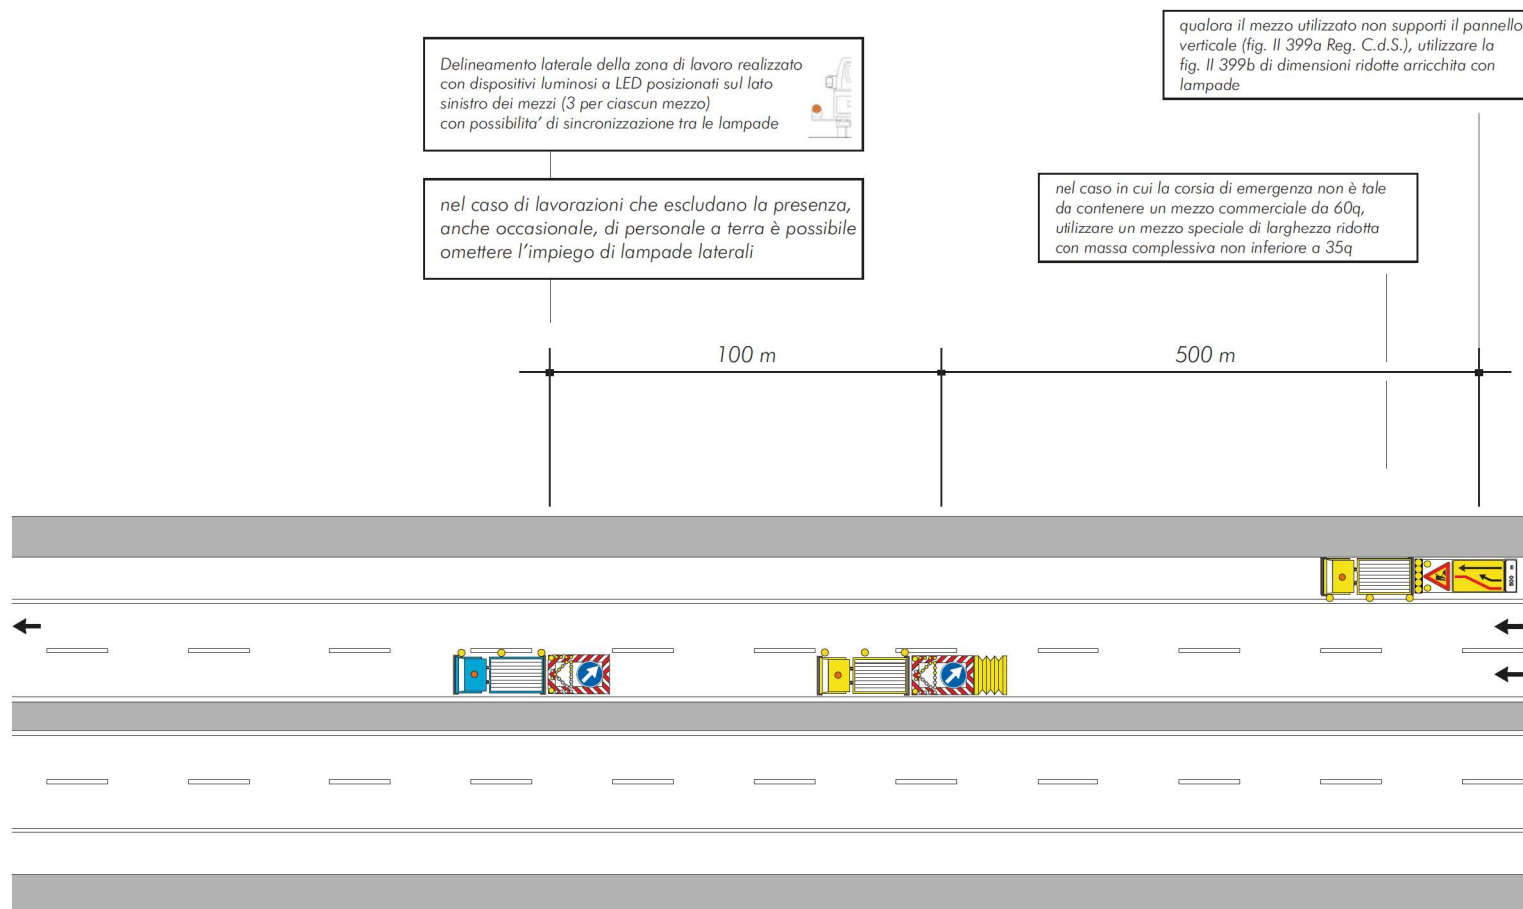 qualora il mezzo utilizzato non supporti il pannello
verticale (fig. II 399a Reg. C.d.S.), utilizzare la
fig. II 399b di dimensioni ridotte arricchita con
lampade
Delineamento laterale della zona di lavoro realizzato
con dispositivi luminosi a LED posizionati sul lato
sinistro dei mezzi (3 per ciascun mezzo)
con possibilita' di sincronizzazione tra le lampade
nel caso di lavorazioni che escludano la presenza,
anche occasionale, di personale a terra è possibile
omettere l'impiego di lampade laterali
nel caso in cui la corsia di emergenza non è tale
da contenere un mezzo commerciale da 60q,
utilizzare un mezzo speciale di larghezza ridotta
con massa complessiva non inferiore a 35q
100 m
500 m
500 m